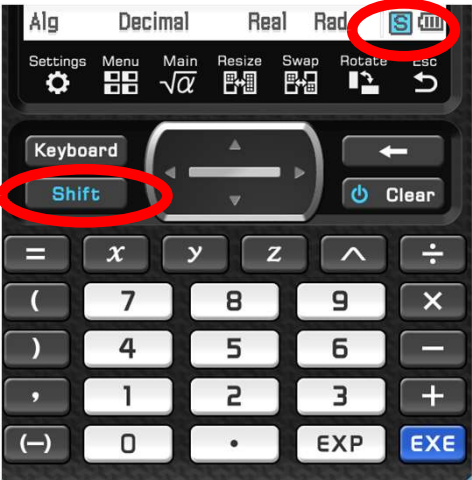 Alg Decimal Real Rad S
Settings Menu Main Resize Swap Rotate Esc
√α
Keyboard
Shift Clear
= x y z ^ ÷
( 7 8 9 ×
) 4 5 6 −
, 1 2 3 +
(−) 0 • EXP EXE